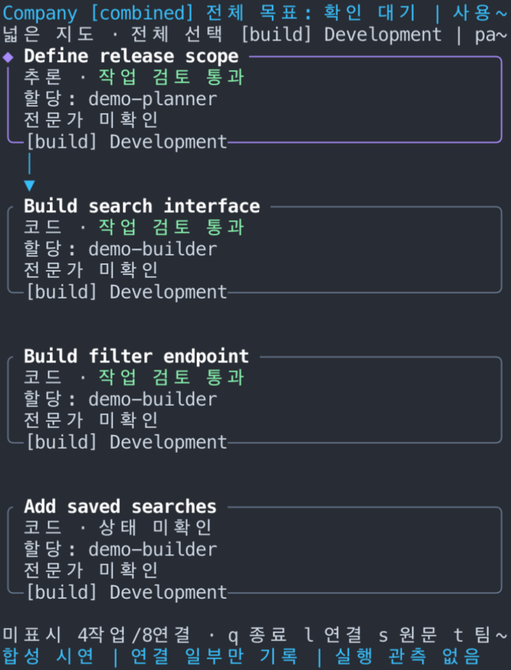 Company [combined] 전체 목표: 확인 대기 | 사용~
넓은 지도 · 전체 선택 [build] Development | pa~
◆ Define release scope
추론 · 작업 검토 통과
할당: demo-planner
전문가 미확인
[build] Development
▼
Build search interface
코드 · 작업 검토 통과
할당: demo-builder
전문가 미확인
[build] Development
Build filter endpoint
코드 · 작업 검토 통과
할당: demo-builder
전문가 미확인
[build] Development
Add saved searches
코드 · 상태 미확인
할당: demo-builder
전문가 미확인
[build] Development
미표시 4작업/8연결 · q 종료 l 연결 s 원문 t 팀~
합성 시연 | 연결 일부만 기록 | 실행 관측 없음